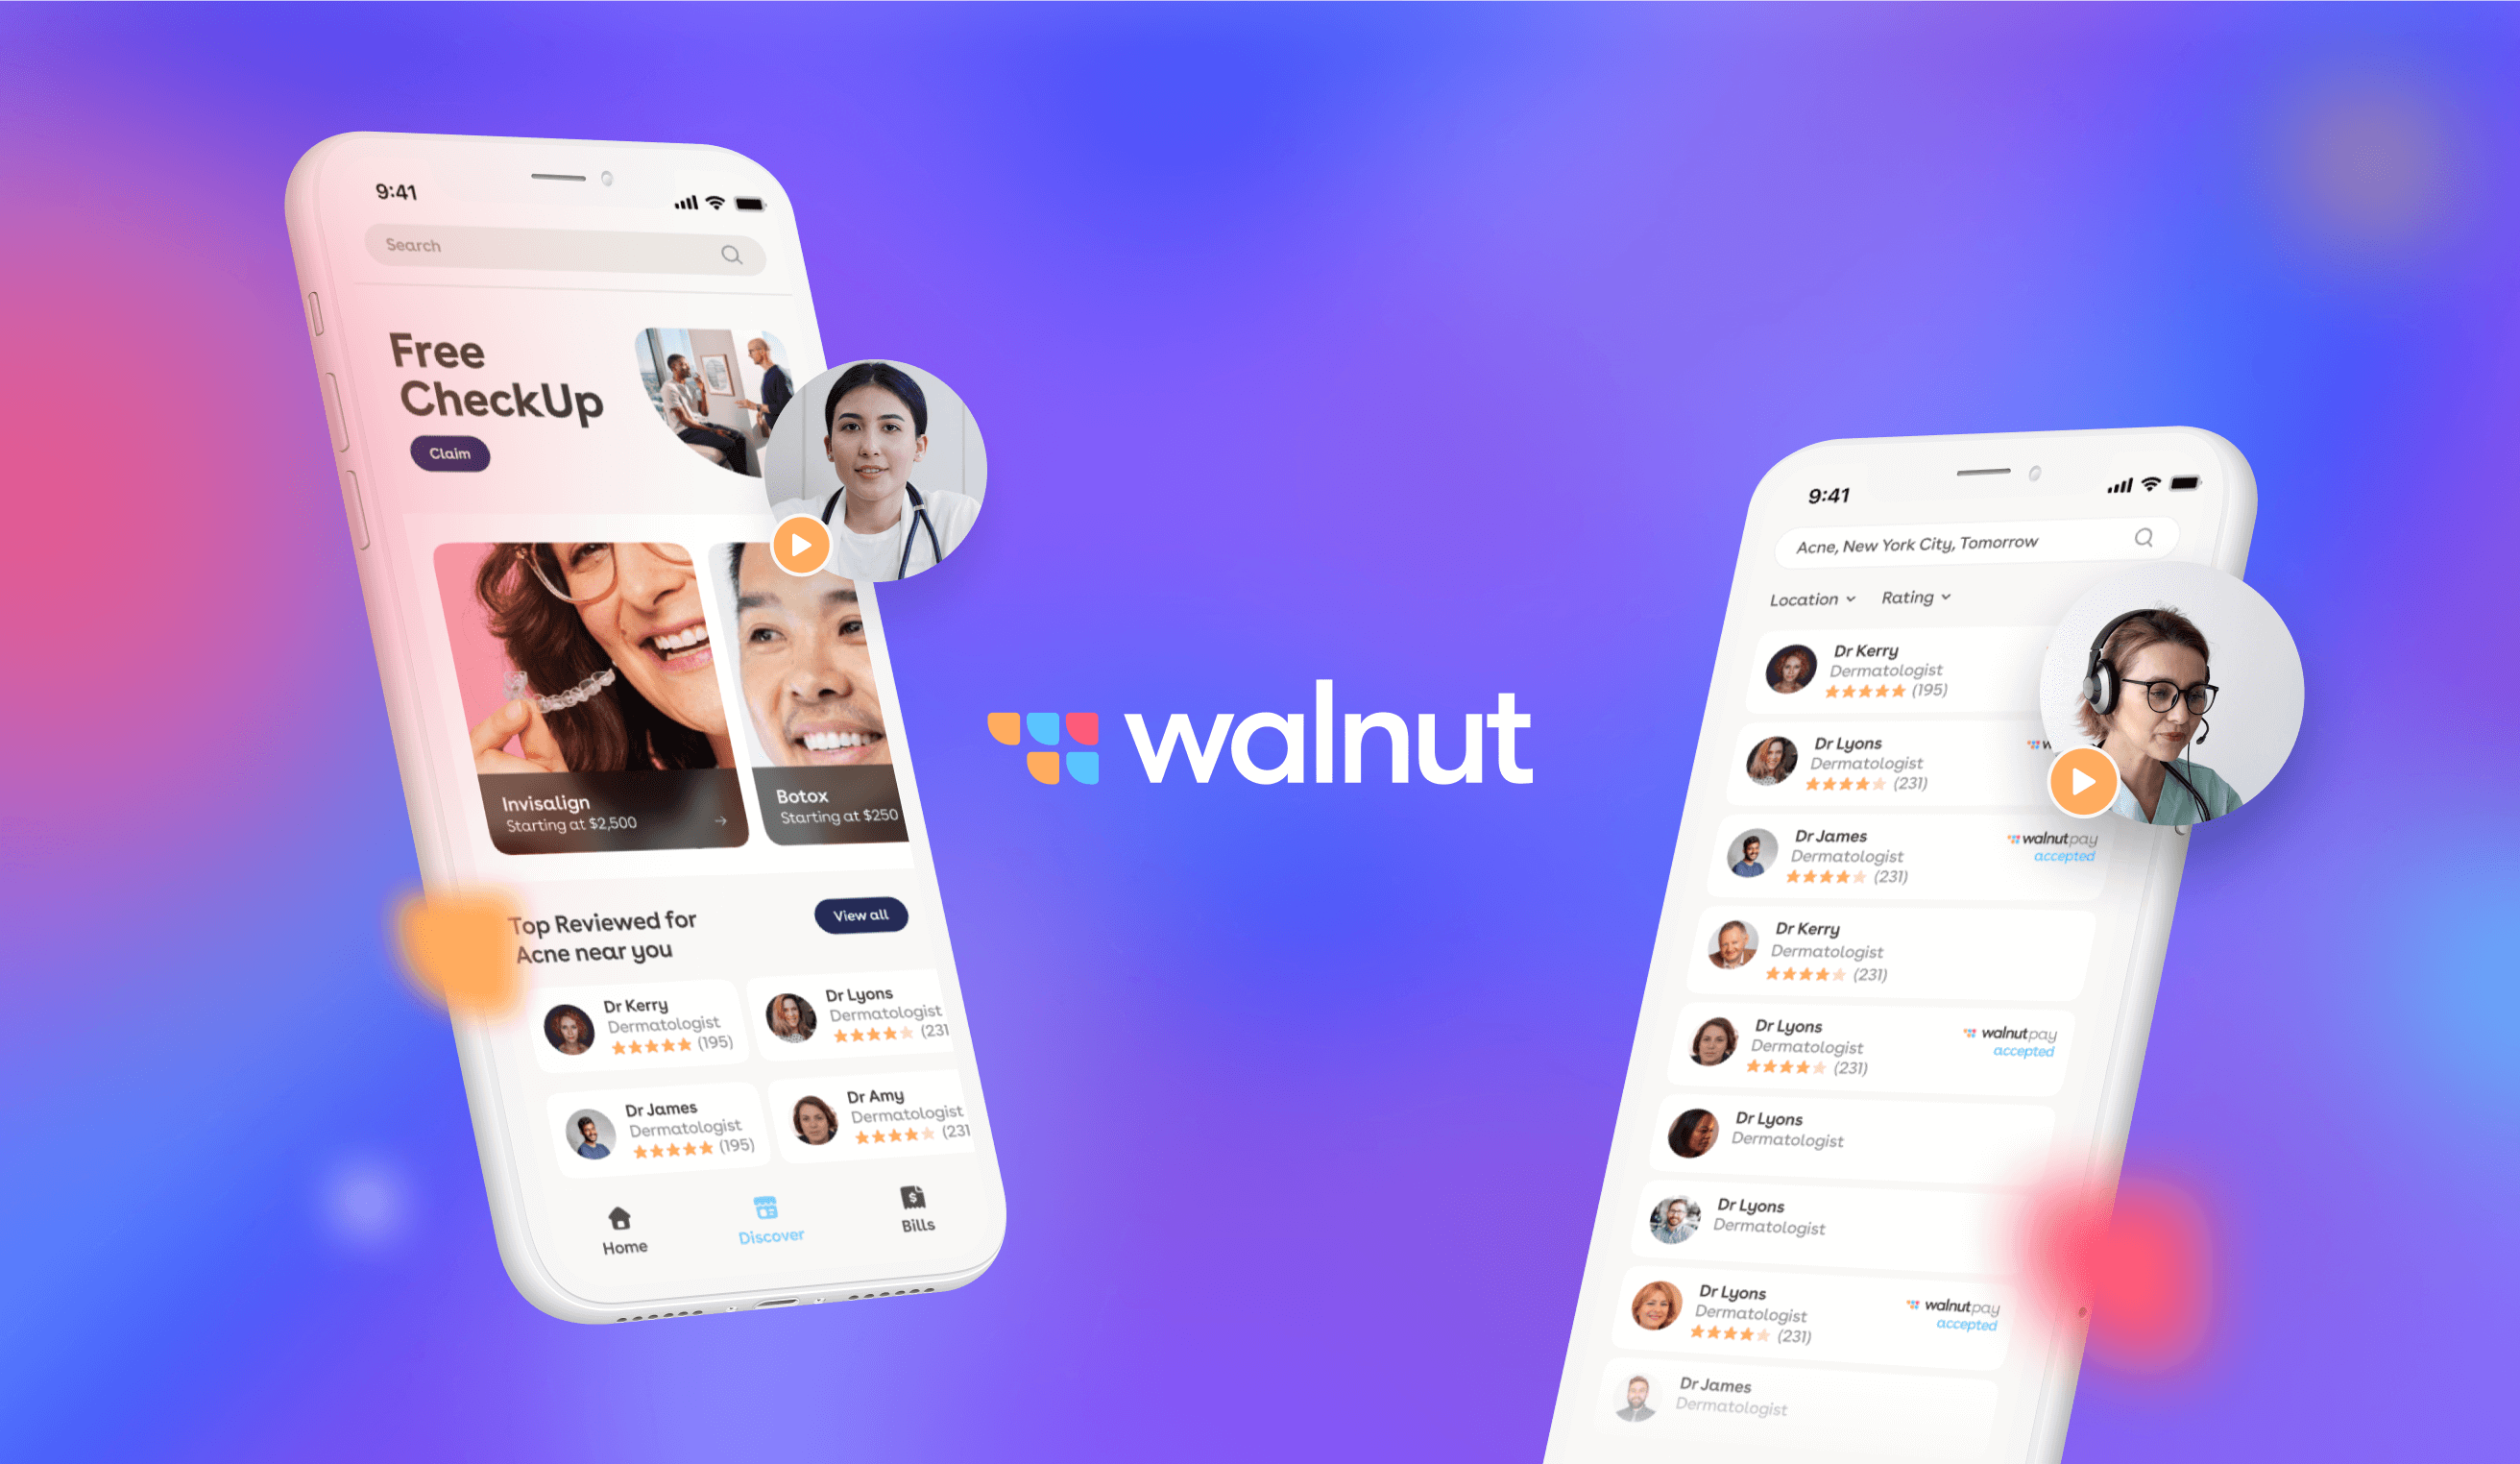 9:41
Search
Free
CheckUp
Claim
Invisalign
Starting at $2,500
Botox
Starting at $250
Top Reviewed for
Acne near you
View all
Dr Kerry
Dermatologist
(195)
Dr Lyons
Dermatologist
(231
Dr James
Dermatologist
(195)
Dr Amy
Dermatologist
(231
Home
Discover
Bills
walnut
9:41
Acne, New York City, Tomorrow
Location
Rating
Dr Kerry
Dermatologist
(195)
Dr Lyons
Dermatologist
(231)
w
Dr James
Dermatologist
(231)
walnutpay
accepted
Dr Kerry
Dermatologist
(231)
Dr Lyons
Dermatologist
(231)
walnutpay
accepted
Dr Lyons
Dermatologist
Dr Lyons
Dermatologist
Dr Lyons
Dermatologist
(231)
walnutpay
accepted
Dr James
Dermatologist